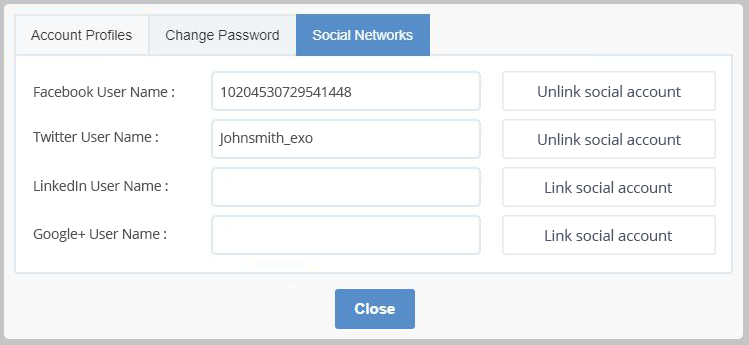 Account Profiles Change Password Social Networks
Facebook User Name : 10204530729541448 Unlink social account
Twitter User Name : Johnsmith_exo Unlink social account
LinkedIn User Name : Link social account
Google+ User Name : Link social account
Close